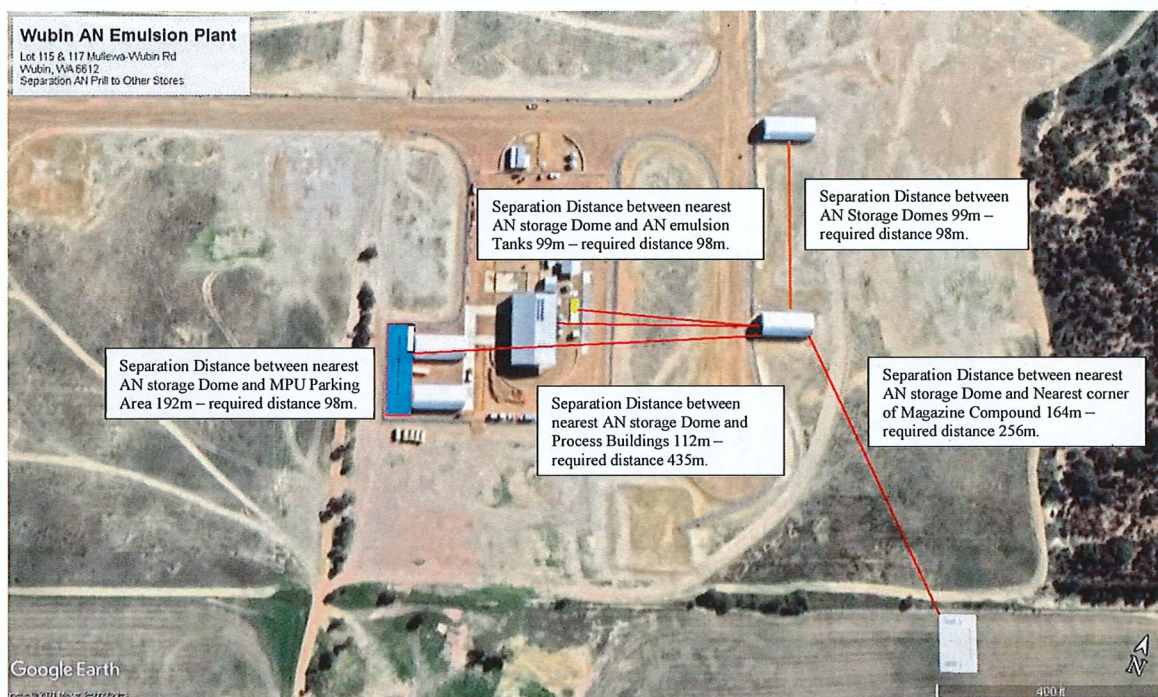 Wubin AN Emulsion Plant
Lot 115 & 117 Mullewa-Wubin Rd
Wubin, WA 6612
Separation AN Prill to Other Stores
Separation Distance between nearest
AN storage Dome and AN emulsion
Tanks 99m – required distance 98m.
Separation Distance between
AN Storage Domes 99m –
required distance 98m.
Separation Distance between nearest
AN storage Dome and MPU Parking
Area 192m – required distance 98m.
Separation Distance between
nearest AN storage Dome and
Process Buildings 112m –
required distance 435m.
Separation Distance between nearest
AN storage Dome and Nearest corner
of Magazine Compound 164m –
required distance 256m.
Google Earth
N
400 ft